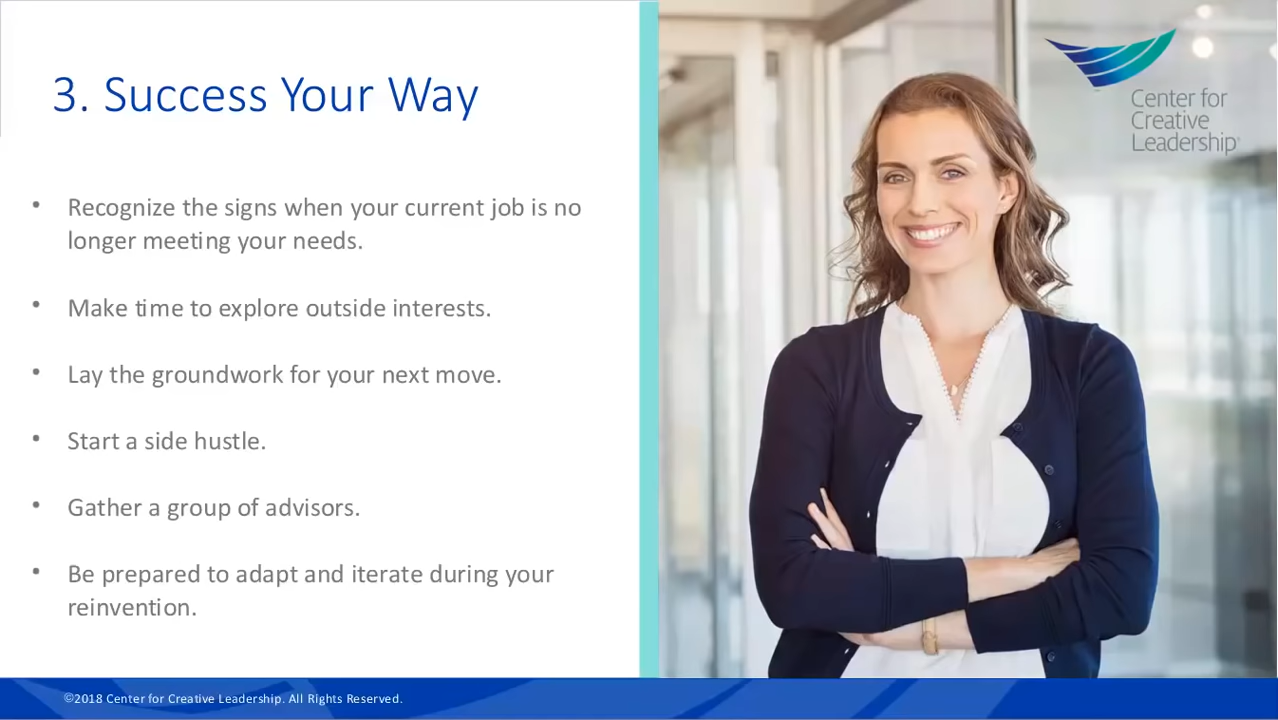 3. Success Your Way
Center for
Creative
Leadership®
• Recognize the signs when your current job is no
longer meeting your needs.
• Make time to explore outside interests.
• Lay the groundwork for your next move.
• Start a side hustle.
• Gather a group of advisors.
• Be prepared to adapt and iterate during your
reinvention.
©2018 Center for Creative Leadership. All Rights Reserved.